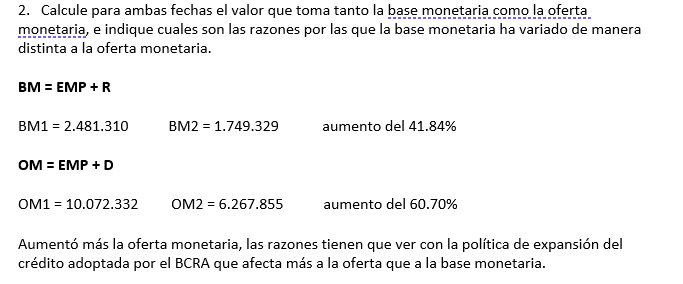 2. Calcule para ambas fechas el valor que toma tanto la base monetaria como la oferta
monetaria, e indique cuales son las razones por las que la base monetaria ha variado de manera
distinta a la oferta monetaria.
BM = EMP + R
BM1 = 2.481.310 BM2 = 1.749.329 aumento del 41.84%
OM = EMP + D
OM1 = 10.072.332 OM2 = 6.267.855 aumento del 60.70%
Aumentó más la oferta monetaria, las razones tienen que ver con la política de expansión del
crédito adoptada por el BCRA que afecta más a la oferta que a la base monetaria.